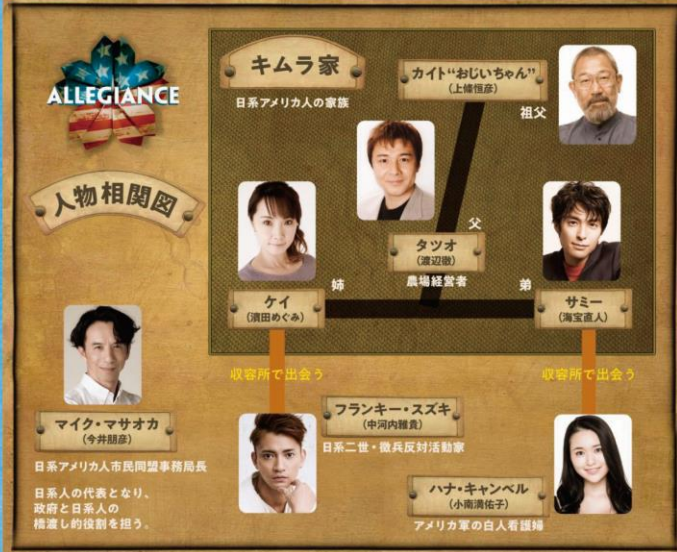 ALLEGIANCE
人物相関図
キムラ家
日系アメリカ人の家族
カイト“おじいちゃん”
(上條恒彦)
祖父
父
タツオ
(渡辺徹)
農場経営者
姉
ケイ
(濱田めぐみ)
弟
サミー
(海宝直人)
収容所で出会う
収容所で出会う
マイク・マサオカ
(今井朋彦)
日系アメリカ人市民同盟事務局長
日系人の代表となり、
政府と日系人の
橋渡し的役割を担う。
フランキー・スズキ
(中河内雅貴)
日系二世・徴兵反対活動家
ハナ・キャンベル
(小南満佑子)
アメリカ軍の白人看護婦